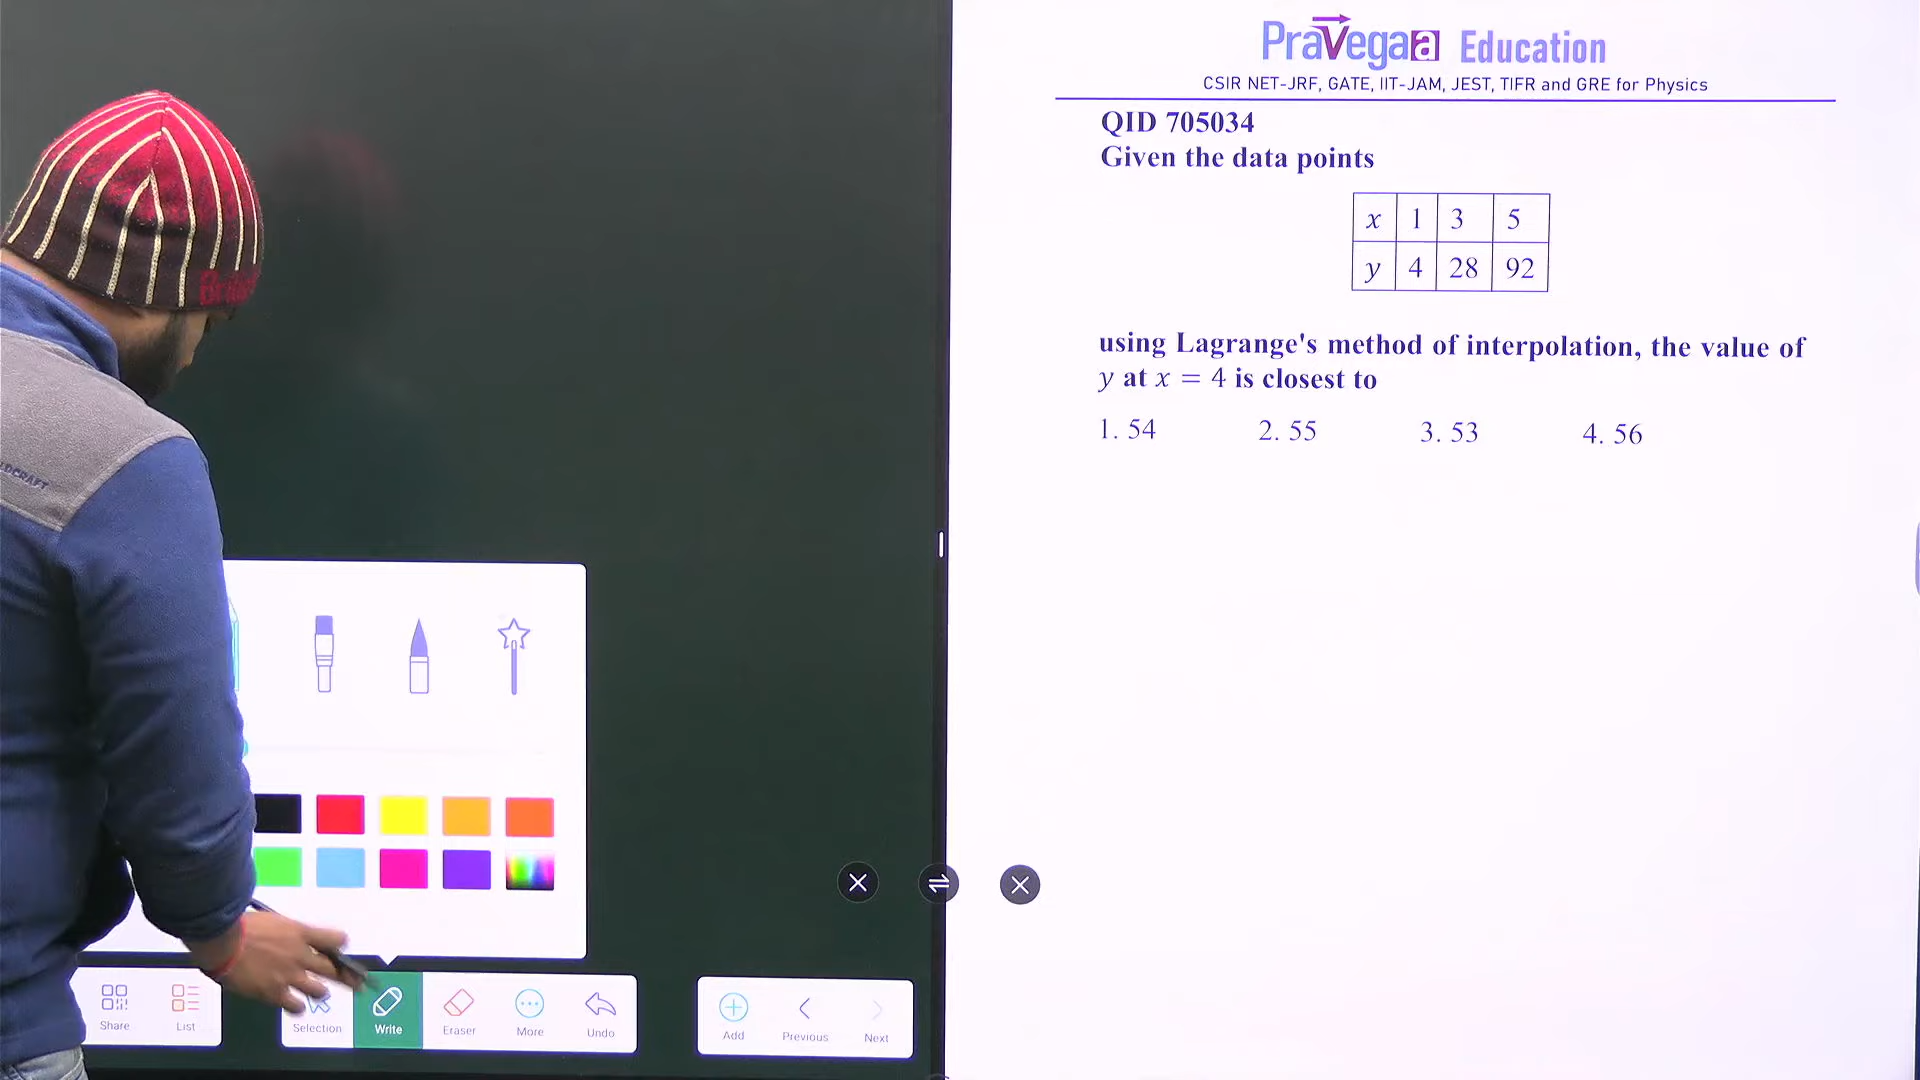 PraVegaa Education
CSIR NET-JRF, GATE, IIT-JAM, JEST, TIFR and GRE for Physics
QID 705034
Given the data points
x 1 3 5
y 4 28 92
using Lagrange's method of interpolation, the value of
y at x = 4 is closest to
1. 54 2. 55 3. 53 4. 56
Share List Selection Write Eraser More Undo Add Previous Next